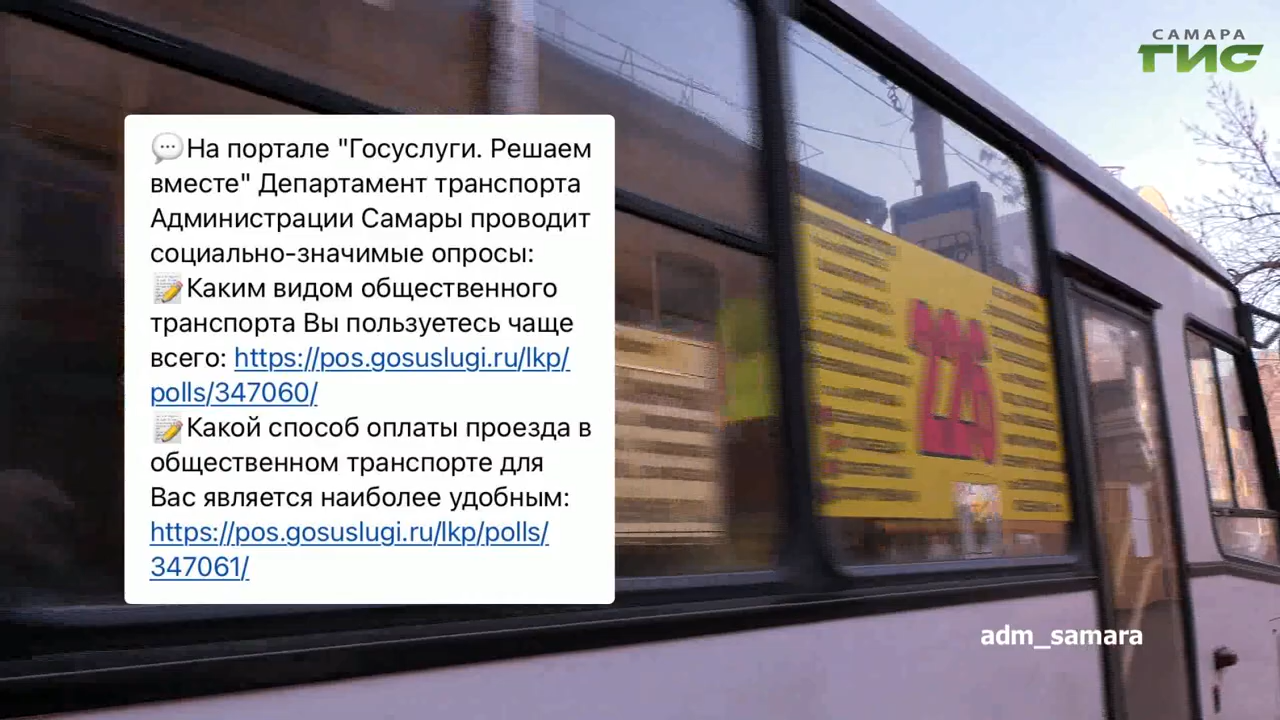 САМАРА
ГИС
💬На портале "Госуслуги. Решаем
вместе" Департамент транспорта
Администрации Самары проводит
социально-значимые опросы:
📝Каким видом общественного
транспорта Вы пользуетесь чаще
всего: https://pos.gosuslugi.ru/lkp/
polls/347060/
📝Какой способ оплаты проезда в
общественном транспорте для
Вас является наиболее удобным:
https://pos.gosuslugi.ru/lkp/polls/
347061/
adm_samara